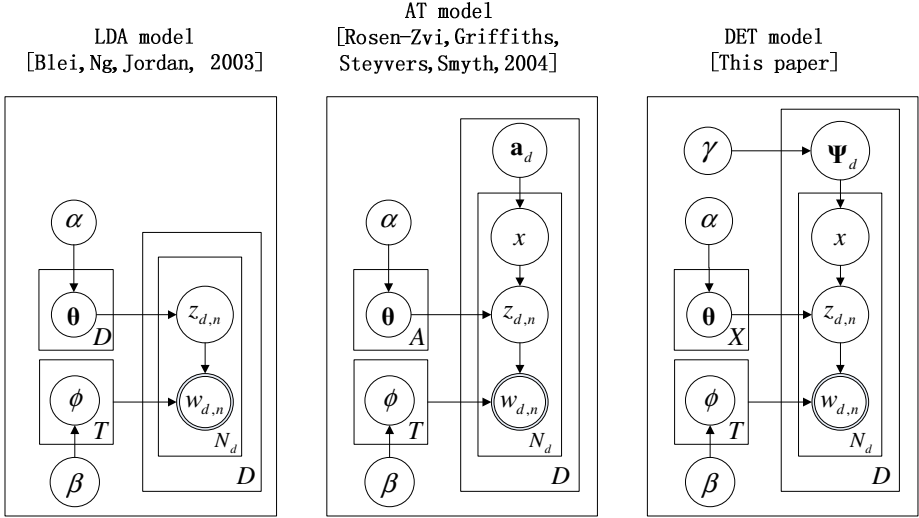 LDA model
[Blei,Ng,Jordan, 2003]
α
θ
D
z_{d,n}
ϕ
T
w_{d,n}
N_d
β
D
AT model
[Rosen-Zvi,Griffiths,
Steyvers,Smyth,2004]
a_d
α
x
θ
A
z_{d,n}
ϕ
T
w_{d,n}
N_d
β
D
DET model
[This paper]
γ
Ψ_d
α
x
θ
X
z_{d,n}
ϕ
T
w_{d,n}
N_d
β
D